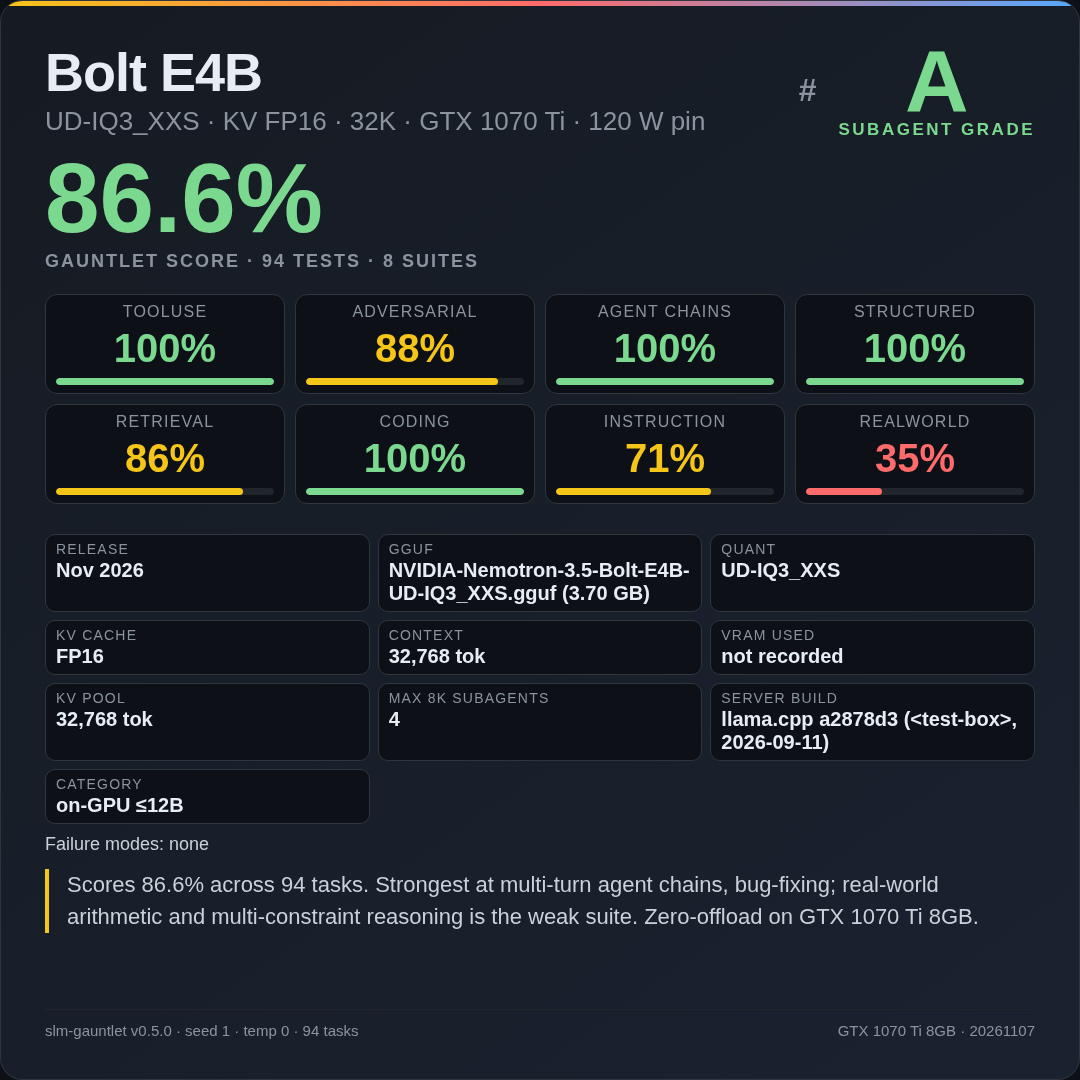 Bolt E4B
UD-IQ3_XXS · KV FP16 · 32K · GTX 1070 Ti · 120 W pin
#
A
SUBAGENT GRADE
86.6%
GAUNTLET SCORE · 94 TESTS · 8 SUITES
TOOLUSE
100%
ADVERSARIAL
88%
AGENT CHAINS
100%
STRUCTURED
100%
RETRIEVAL
86%
CODING
100%
INSTRUCTION
71%
REALWORLD
35%
RELEASE
Nov 2026
GGUF
NVIDIA-Nemotron-3.5-Bolt-E4B-
UD-IQ3_XXS.gguf (3.70 GB)
QUANT
UD-IQ3_XXS
KV CACHE
FP16
CONTEXT
32,768 tok
VRAM USED
not recorded
KV POOL
32,768 tok
MAX 8K SUBAGENTS
4
SERVER BUILD
llama.cpp a2878d3 (<test-box>,
2026-09-11)
CATEGORY
on-GPU ≤12B
Failure modes: none
Scores 86.6% across 94 tasks. Strongest at multi-turn agent chains, bug-fixing; real-world
arithmetic and multi-constraint reasoning is the weak suite. Zero-offload on GTX 1070 Ti 8GB.
slm-gauntlet v0.5.0 · seed 1 · temp 0 · 94 tasks
GTX 1070 Ti 8GB · 20261107